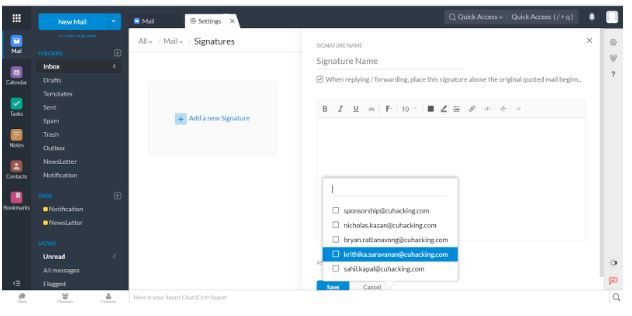 New Mail
Mail
Settings
Quick Access
Quick Access ( / + q )
Create a group
All / Mail / Signatures
SIGNATURE NAME
Mail
FOLDERS
Signature Name
Inbox 4
When replying / forwarding, place this signature above the original quoted mail begins..
Calendar
Drafts
Templates
Sent
B I U abc F 10
Tasks
Spam
Add a new Signature
Trash
Notes
Outbox
NewsLetter
Contacts
Notification
TAGS
Bookmarks
Notification
sponsorship@cuhacking.com
NewsLetter
nicholas.kazan@cuhacking.com
bryan.rattanavong@cuhacking.com
VIEWS
krithika.saravanan@cuhacking.com
Unread 4
sahil.kapal@cuhacking.com
All messages
Flagged
Save Cancel
Chats Channels Contacts
Here is your Smart Chat (Ctrl+Space)